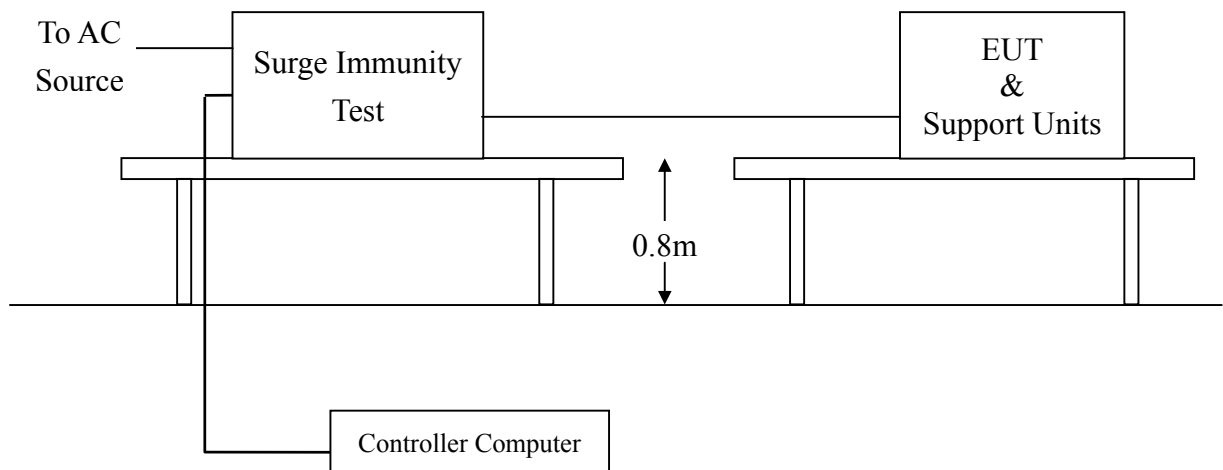 To AC
Source
Surge Immunity
Test
EUT
&
Support Units
0.8m
Controller Computer